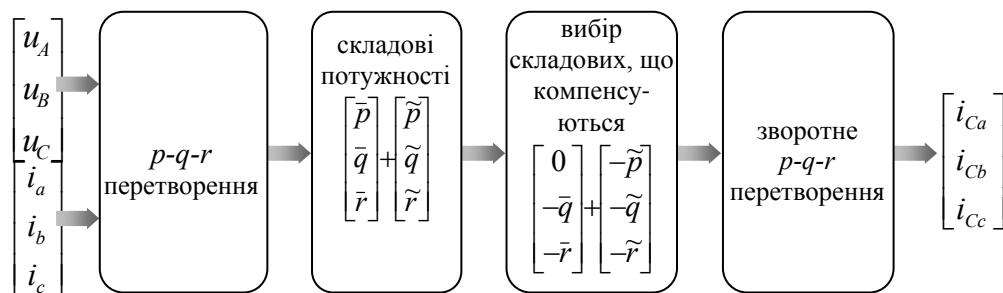 u_A
u_B
u_C
i_a
i_b
i_c
p-q-r
перетворення
складові
потужності
[p̄ q̄ r̄] + [p̃ q̃ r̃]
вибір
складових, що
компенсу-
ються
[0 −q̄ −r̄] + [−p̃ −q̃ −r̃]
зворотне
p-q-r
перетворення
i_Ca
i_Cb
i_Cc